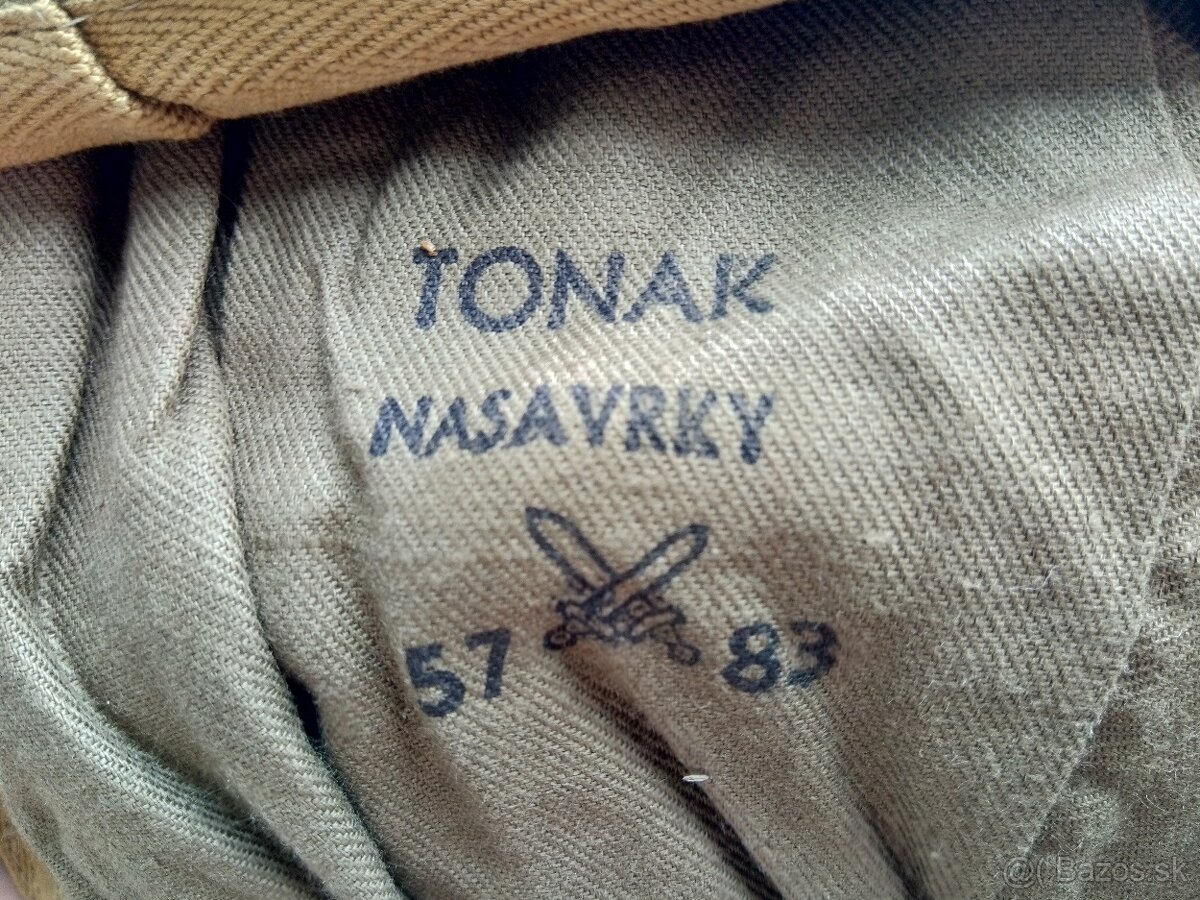 TONAK
NASAVRKY
57 83
Bazos.sk